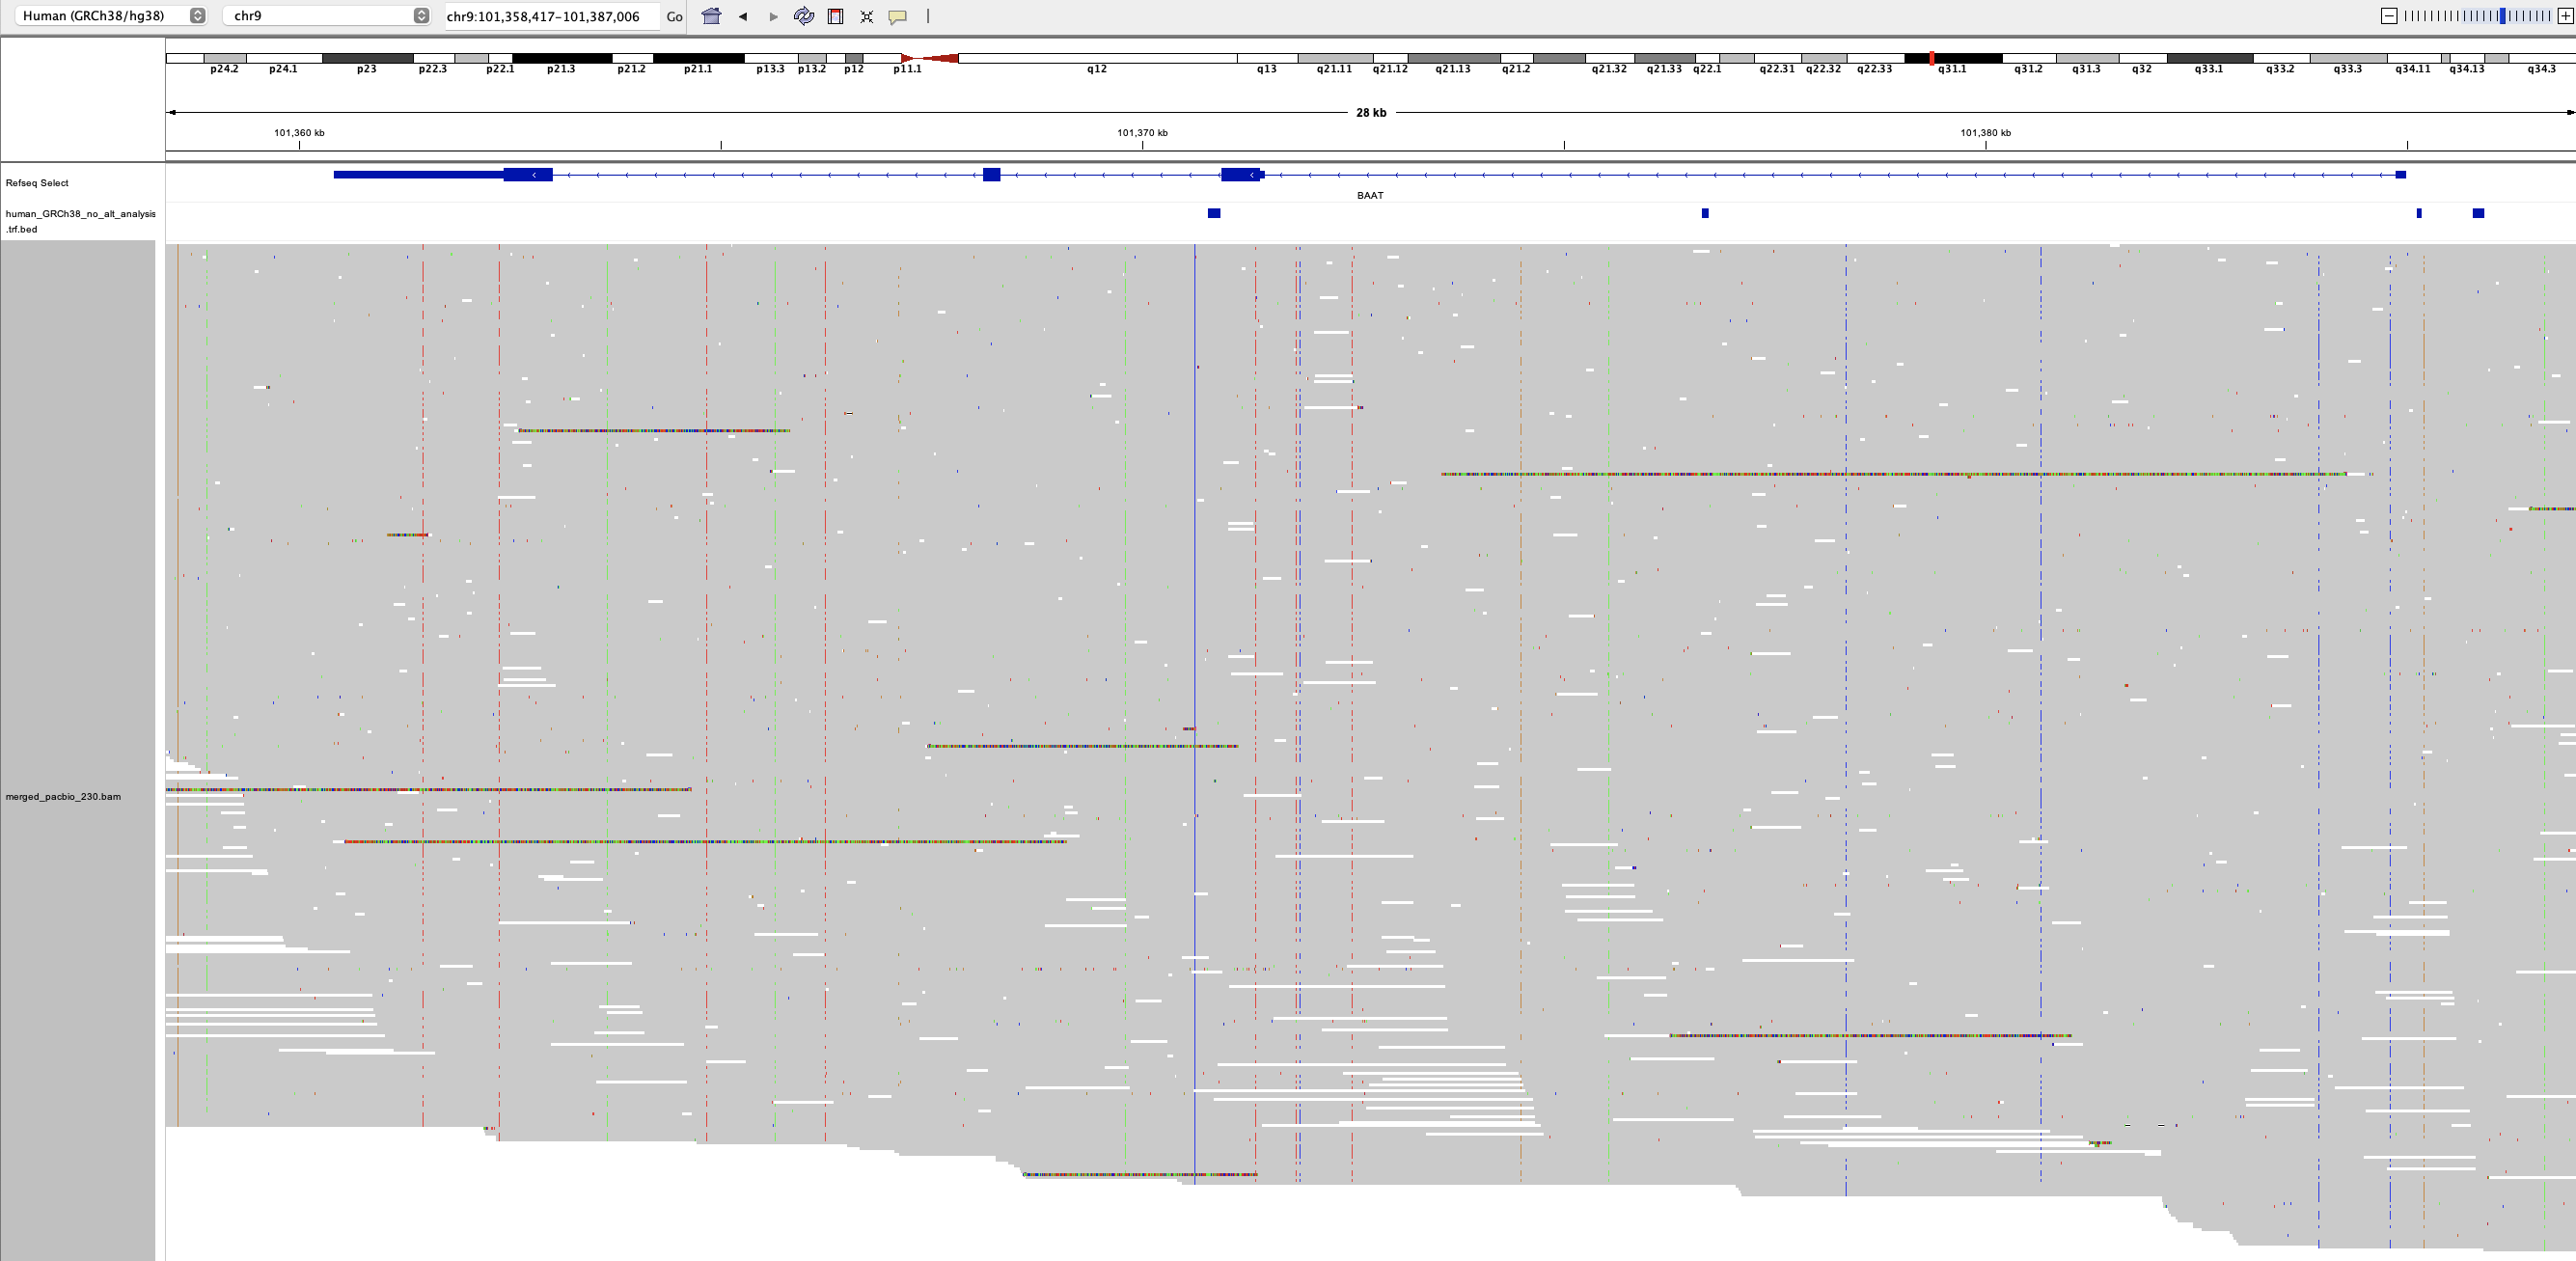 Human (GRCh38/hg38) chr9 chr9:101,358,417-101,387,006 Go
p24.2 p24.1 p23 p22.3 p22.1 p21.3 p21.2 p21.1 p13.3 p13.2 p12 p11.1 q12 q13 q21.11 q21.12 q21.13 q21.2 q21.32 q21.33 q22.1 q22.31 q22.32 q22.33 q31.1 q31.2 q31.3 q32 q33.1 q33.2 q33.3 q34.11 q34.13 q34.3
28 kb
101,360 kb 101,370 kb 101,380 kb
Refseq Select
BAAT
human_GRCh38_no_alt_analysis
.trf.bed
merged_pacbio_230.bam